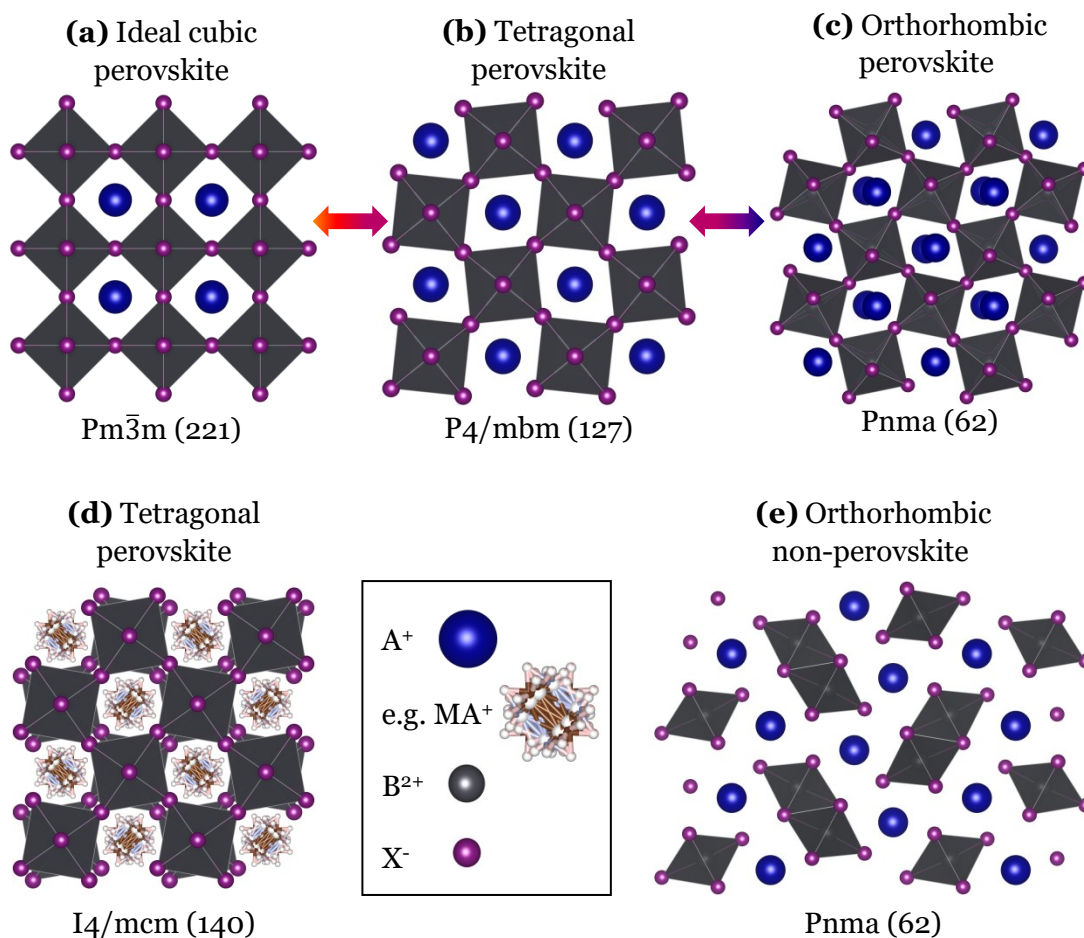 (a) Ideal cubic
perovskite
(b) Tetragonal
perovskite
(c) Orthorhombic
perovskite
Pm3̅m (221)
P4/mbm (127)
Pnma (62)
(d) Tetragonal
perovskite
(e) Orthorhombic
non-perovskite
A⁺
e.g. MA⁺
B²⁺
X⁻
I4/mcm (140)
Pnma (62)